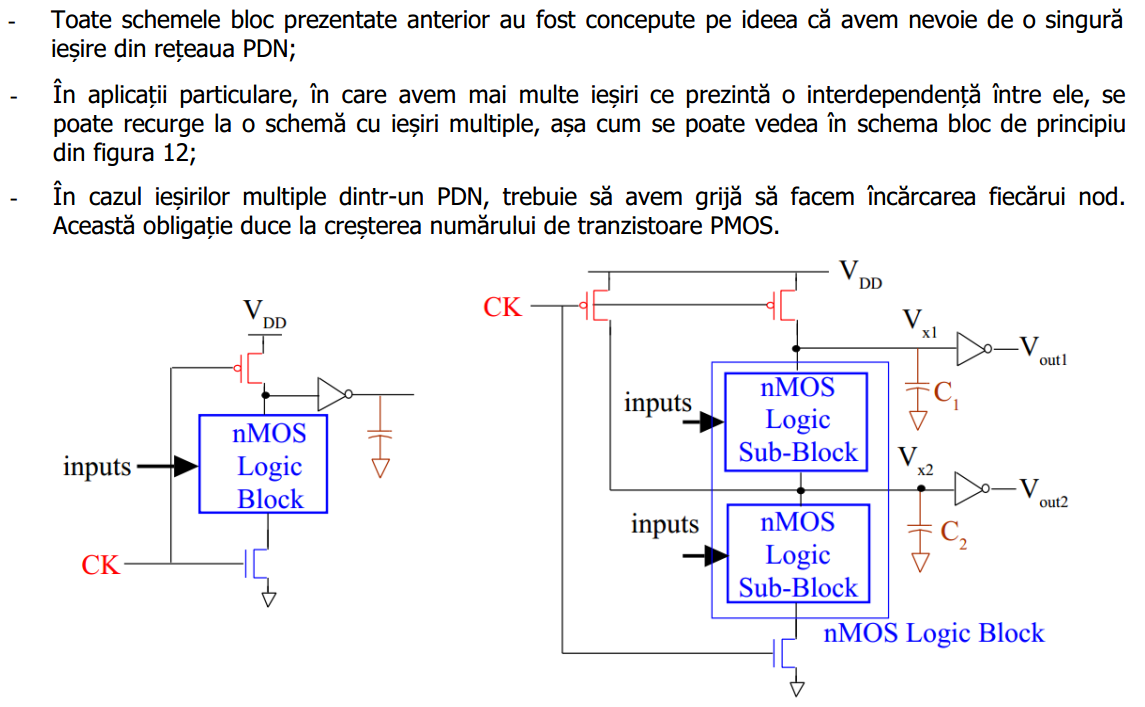 - Toate schemele bloc prezentate anterior au fost concepute pe ideea că avem nevoie de o singură
ieșire din rețeaua PDN;
- În aplicații particulare, în care avem mai multe ieșiri ce prezintă o interdependență între ele, se
poate recurge la o schemă cu ieșiri multiple, așa cum se poate vedea în schema bloc de principiu
din figura 12;
- În cazul ieșirilor multiple dintr-un PDN, trebuie să avem grijă să facem încărcarea fiecărui nod.
Această obligație duce la creșterea numărului de tranzistoare PMOS.
VDD
inputs
nMOS
Logic
Block
CK
CK
VDD
Vx1
Vout1
C1
inputs
nMOS
Logic
Sub-Block
Vx2
Vout2
C2
inputs
nMOS
Logic
Sub-Block
nMOS Logic Block